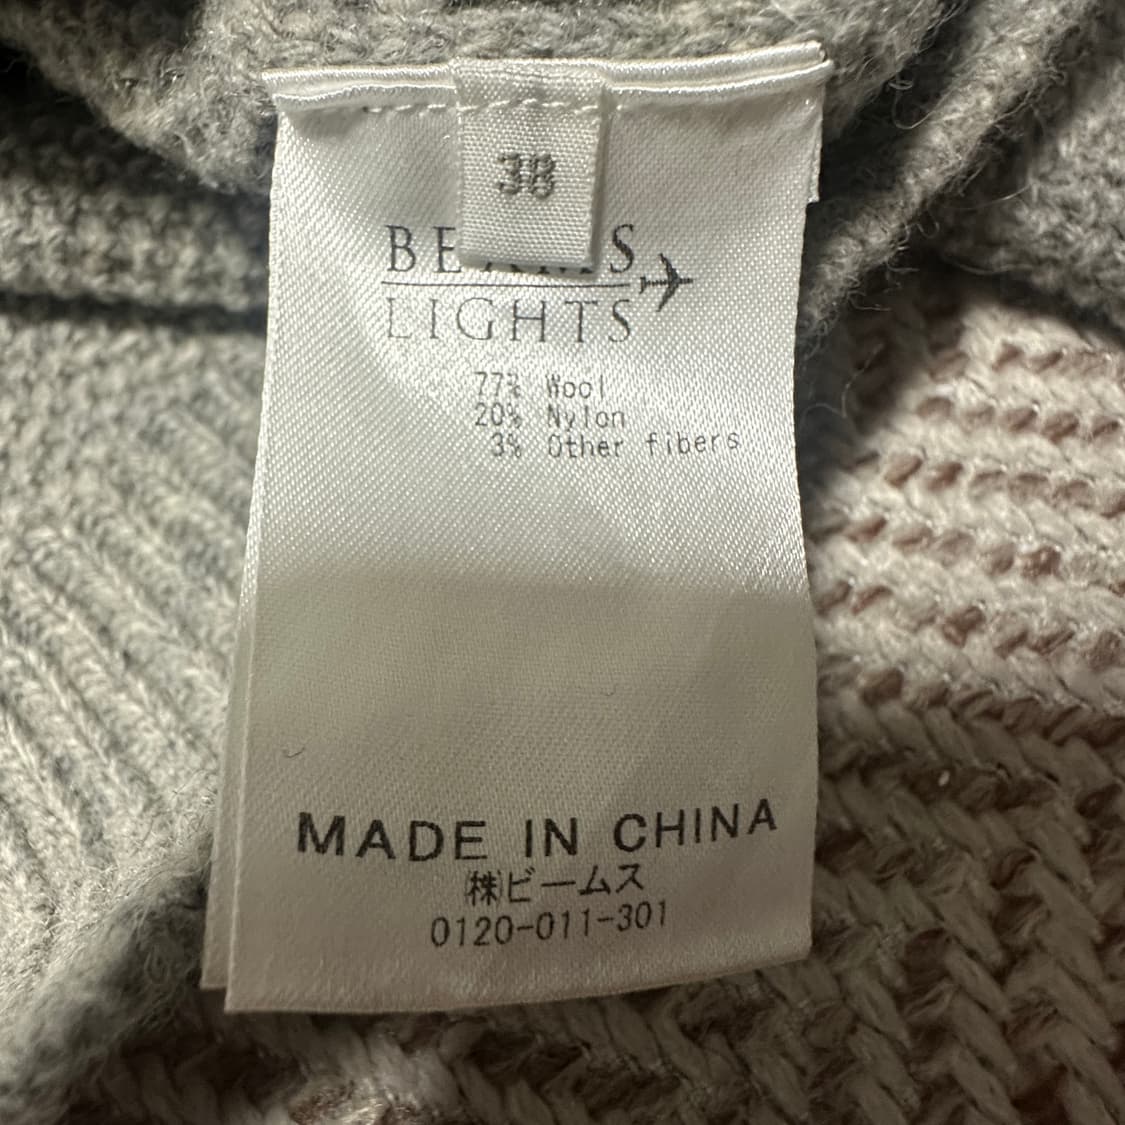 38
BEAMS
LIGHTS
77% Wool
20% Nylon
3% Other fibers
MADE IN CHINA
㈱ビームス
0120-011-301